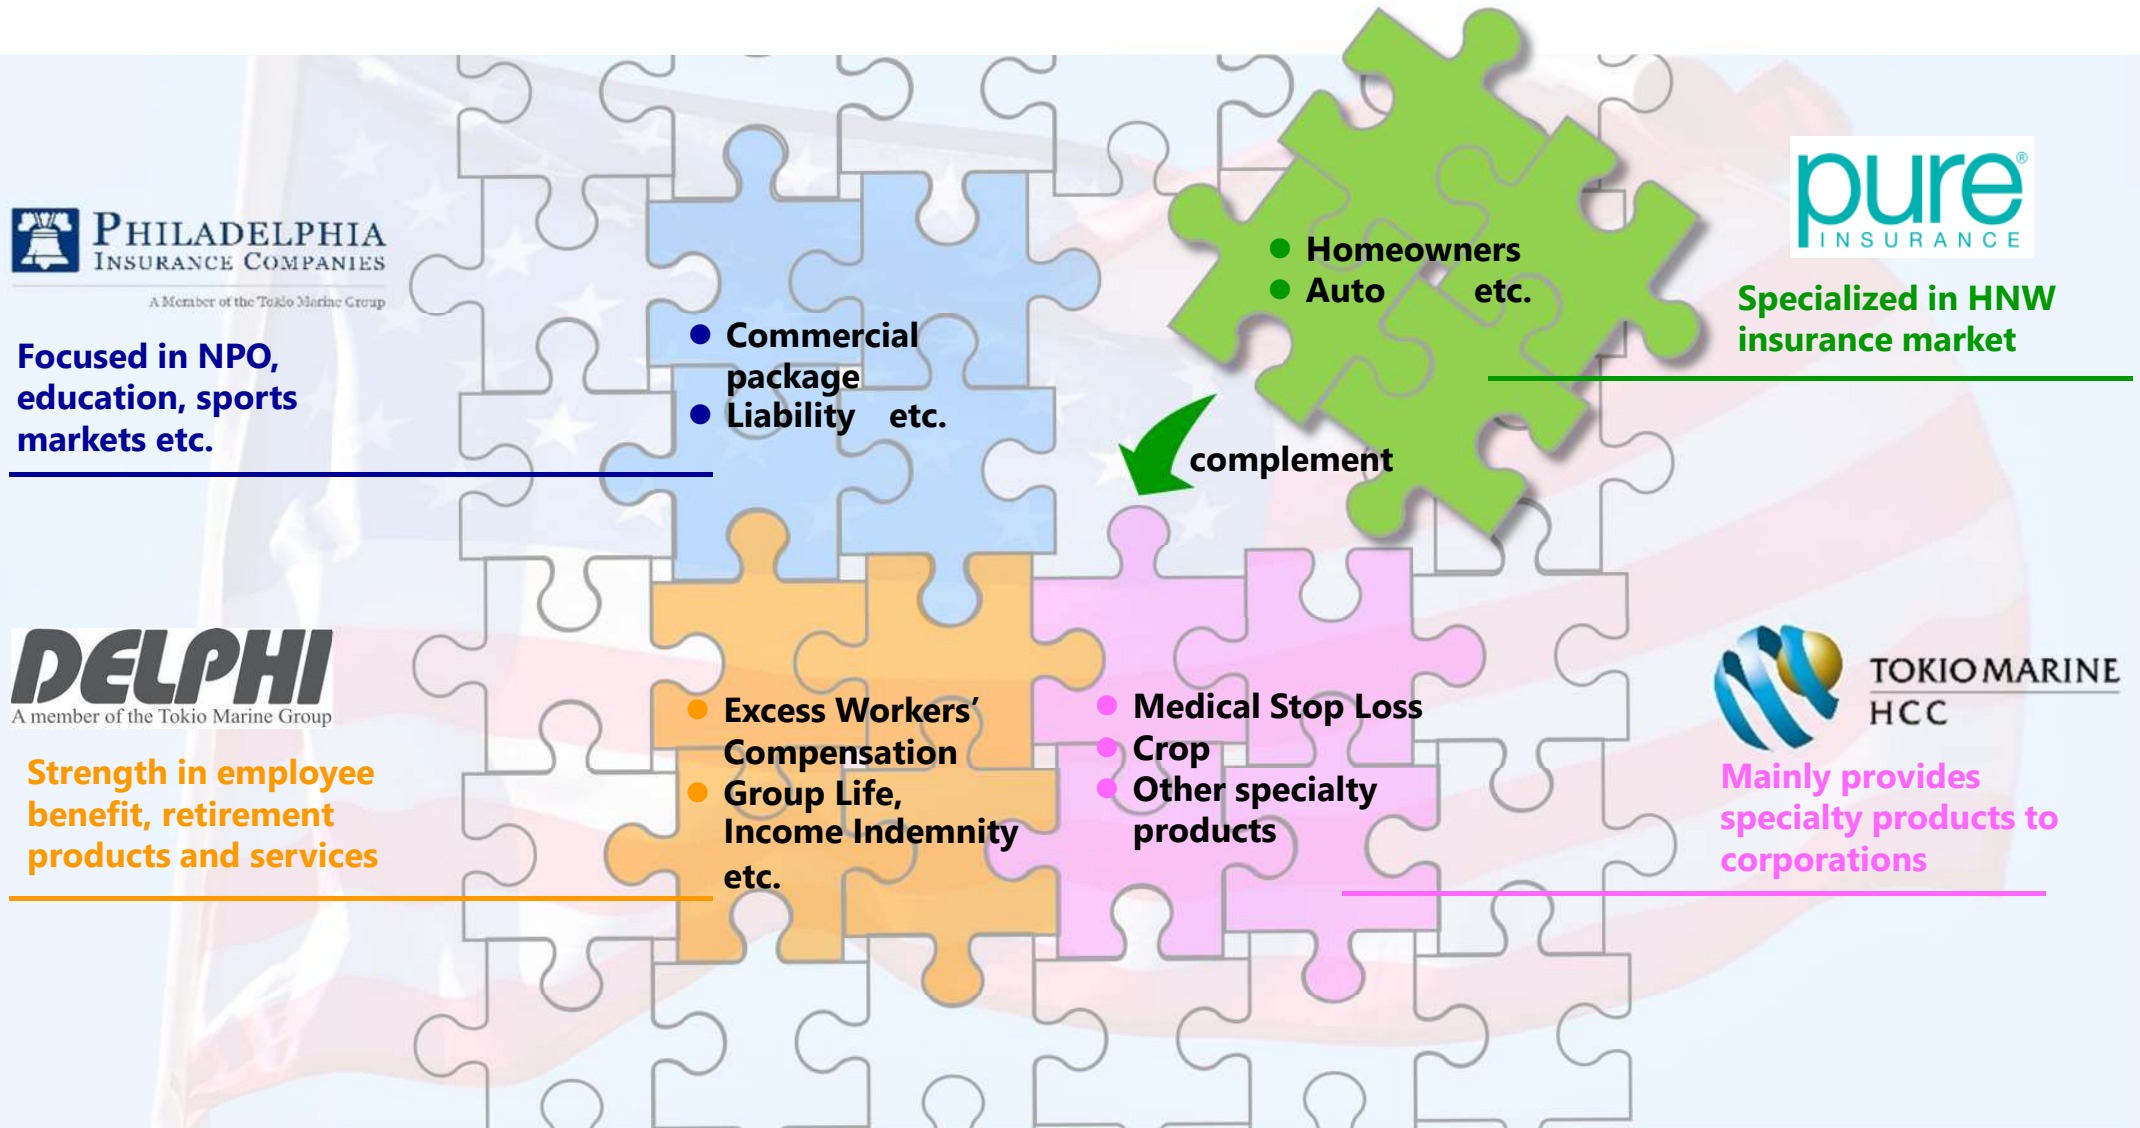 PHILADELPHIA
INSURANCE COMPANIES
A Member of the Tokio Marine Group
Focused in NPO,
education, sports
markets etc.
● Commercial
package
● Liability etc.
● Homeowners
● Auto etc.
complement
pure®
INSURANCE
Specialized in HNW
insurance market
DELPHI
A member of the Tokio Marine Group
Strength in employee
benefit, retirement
products and services
● Excess Workers’
Compensation
● Group Life,
Income Indemnity
etc.
● Medical Stop Loss
● Crop
● Other specialty
products
TOKIO MARINE
HCC
Mainly provides
specialty products to
corporations